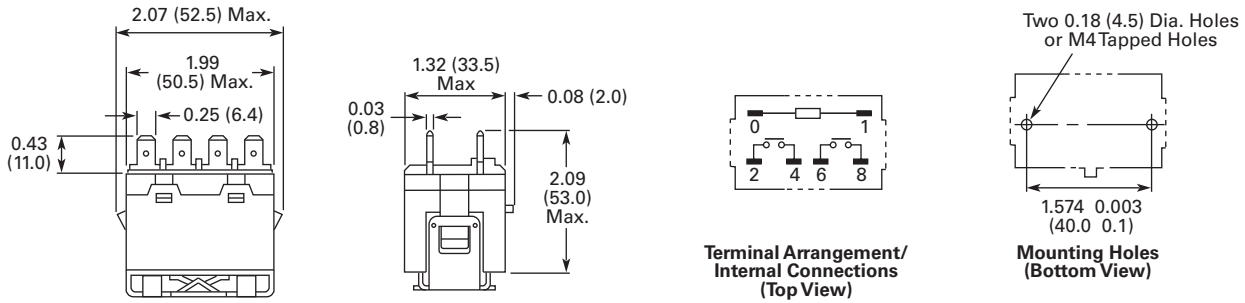 2.07 (52.5) Max.
1.99
(50.5) Max.
0.25 (6.4)
0.43
(11.0)
1.32 (33.5)
Max
0.08 (2.0)
0.03
(0.8)
2.09
(53.0)
Max.
0 1
2 4 6 8
Terminal Arrangement/
Internal Connections
(Top View)
Two 0.18 (4.5) Dia. Holes
or M4 Tapped Holes
1.574 0.003
(40.0 0.1)
Mounting Holes
(Bottom View)